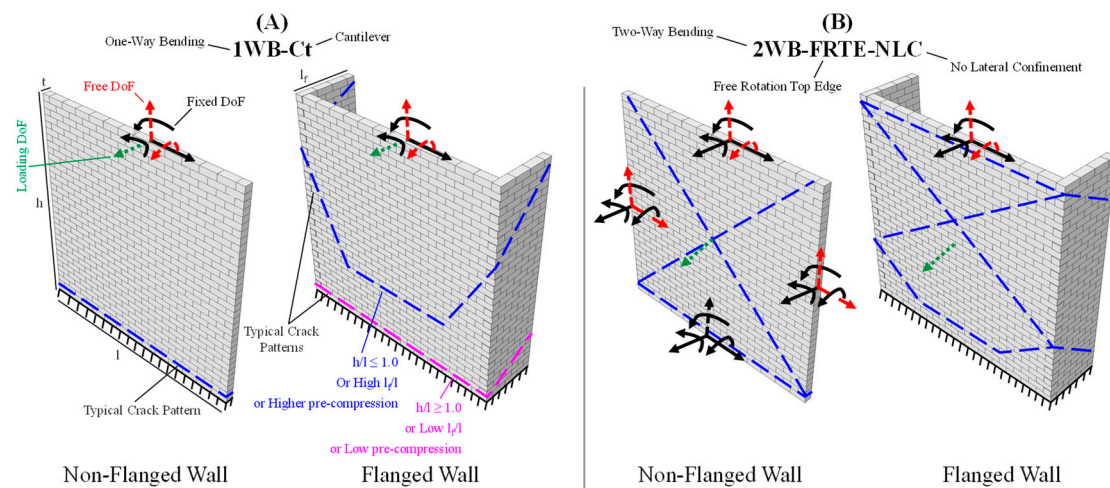 (A)
One-Way Bending
1WB-Ct
Cantilever
t
Free DoF
Fixed DoF
Loading DoF
h
l
Typical Crack Pattern
l_f
Typical Crack
Patterns
h/l ≤ 1.0
Or High l_f/l
or Higher pre-compression
h/l ≥ 1.0
or Low l_f/l
or Low pre-compression
Non-Flanged Wall
Flanged Wall
(B)
Two-Way Bending
2WB-FRTE-NLC
No Lateral Confinement
Free Rotation Top Edge
Non-Flanged Wall
Flanged Wall